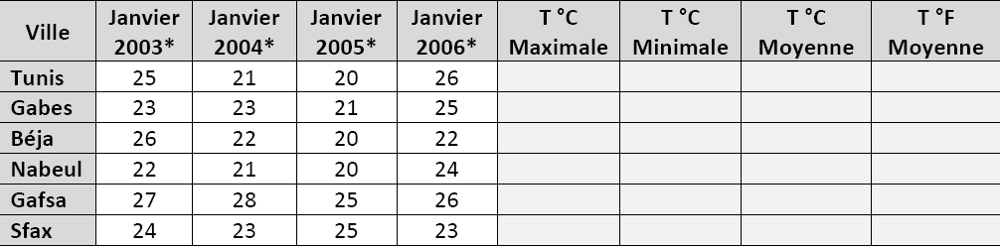 Ville Janvier 2003* Janvier 2004* Janvier 2005* Janvier 2006* T °C Maximale T °C Minimale T °C Moyenne T °F Moyenne
Tunis 25 21 20 26
Gabes 23 23 21 25
Béja 26 22 20 22
Nabeul 22 21 20 24
Gafsa 27 28 25 26
Sfax 24 23 25 23